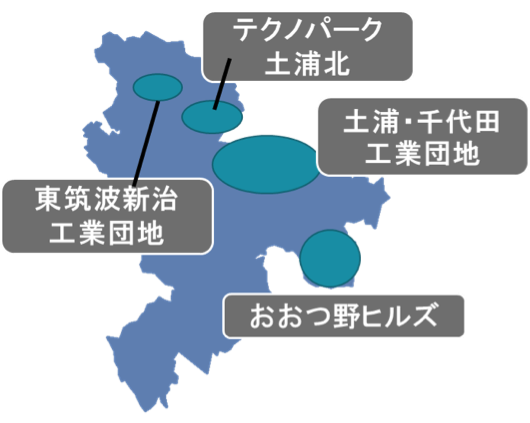 テクノパーク
土浦北
土浦・千代田
工業団地
東筑波新治
工業団地
おおつ野ヒルズ